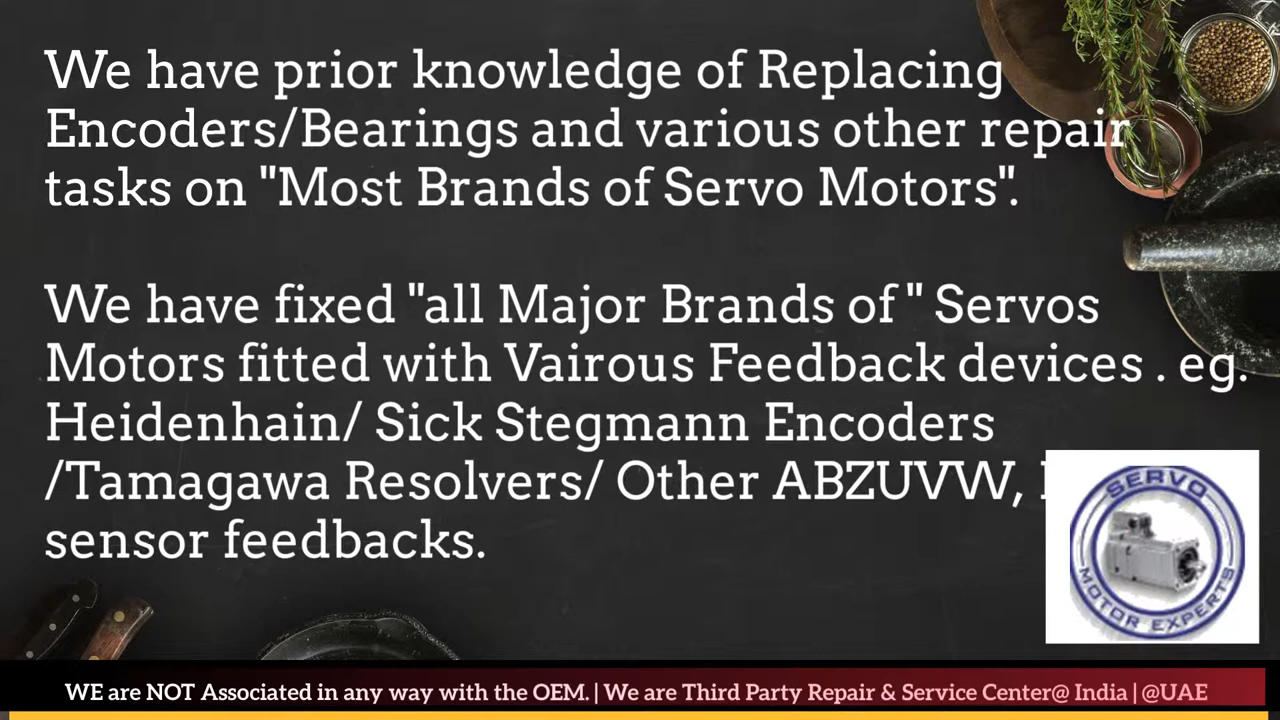 We have prior knowledge of Replacing
Encoders/Bearings and various other repair
tasks on "Most Brands of Servo Motors".
We have fixed "all Major Brands of " Servos
Motors fitted with Vairous Feedback devices . eg.
Heidenhain/ Sick Stegmann Encoders
/Tamagawa Resolvers/ Other ABZUVW,
sensor feedbacks.
SERVO
MOTOR EXPERTS
WE are NOT Associated in any way with the OEM. | We are Third Party Repair & Service Center@ India | @UAE